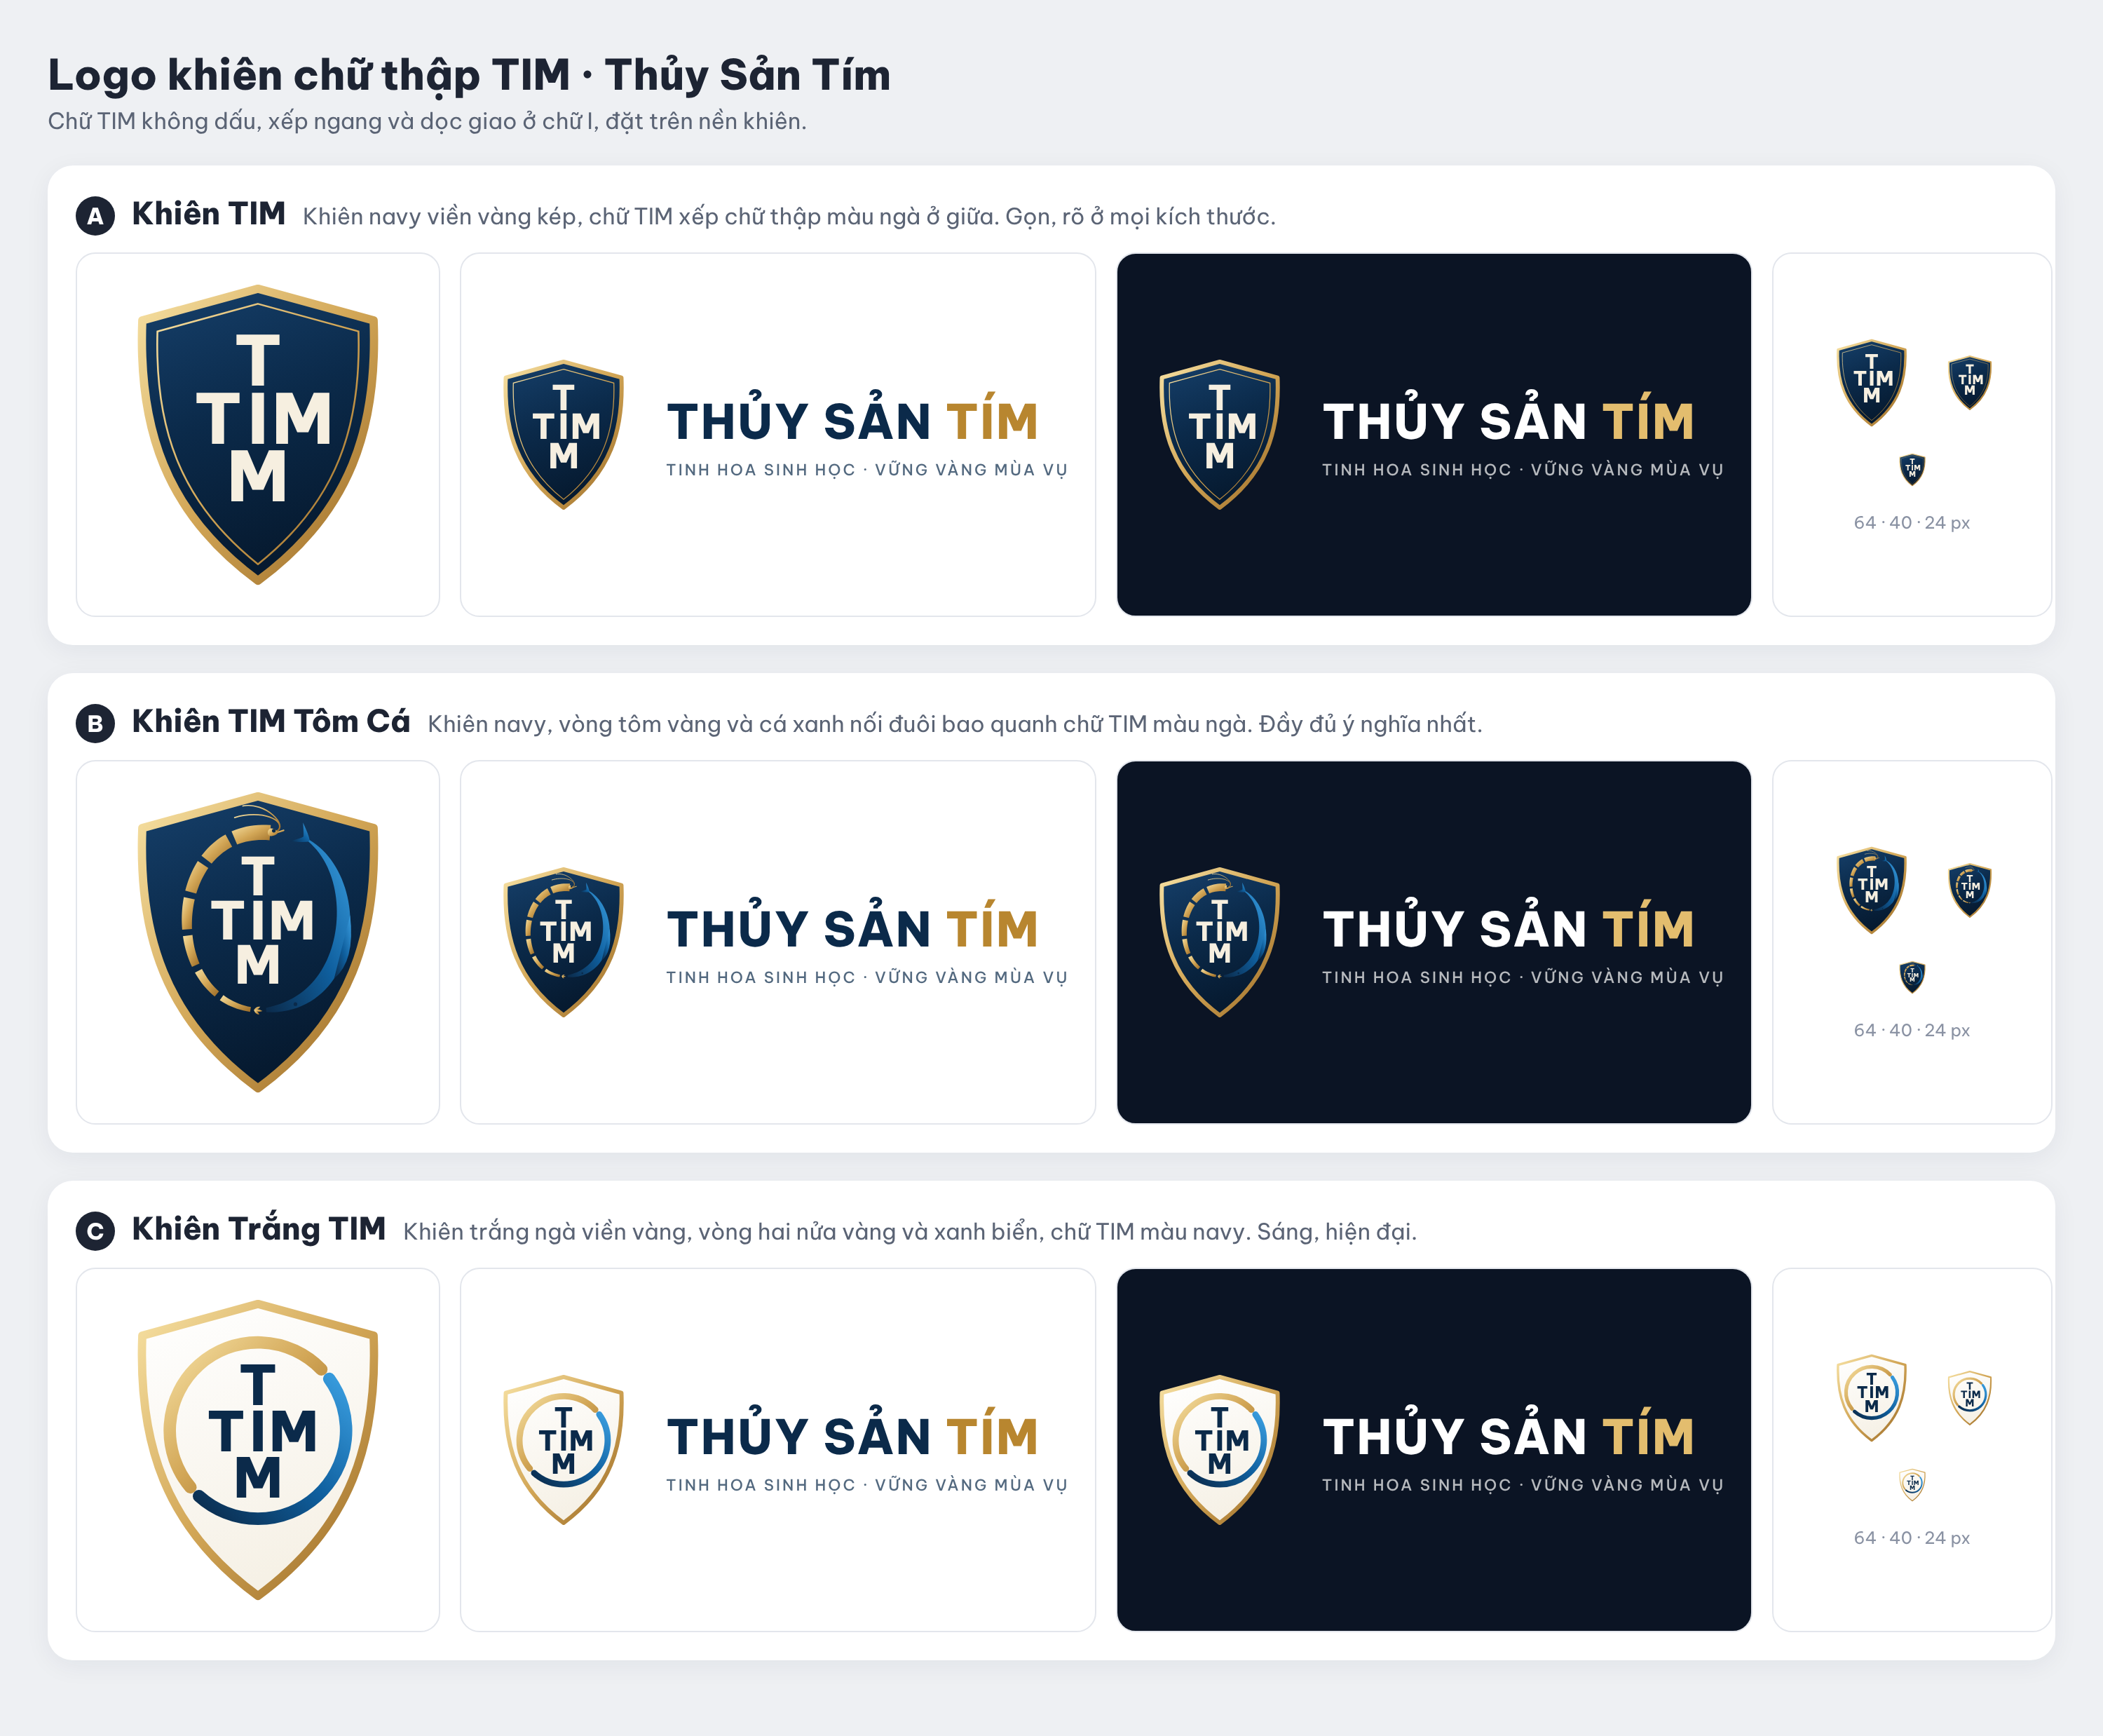 Logo khiên chữ thập TIM · Thủy Sản Tím
Chữ TIM không dấu, xếp ngang và dọc giao ở chữ I, đặt trên nền khiên.
A Khiên TIM Khiên navy viền vàng kép, chữ TIM xếp chữ thập màu ngà ở giữa. Gọn, rõ ở mọi kích thước.
T
TIM
M
T
TIM
M
THỦY SẢN TÍM
TINH HOA SINH HỌC · VỮNG VÀNG MÙA VỤ
T
TIM
M
THỦY SẢN TÍM
TINH HOA SINH HỌC · VỮNG VÀNG MÙA VỤ
T
TIM
M
T
TIM
M
T
TIM
M
64 · 40 · 24 px
B Khiên TIM Tôm Cá Khiên navy, vòng tôm vàng và cá xanh nối đuôi bao quanh chữ TIM màu ngà. Đầy đủ ý nghĩa nhất.
T
TIM
M
T
TIM
M
THỦY SẢN TÍM
TINH HOA SINH HỌC · VỮNG VÀNG MÙA VỤ
T
TIM
M
THỦY SẢN TÍM
TINH HOA SINH HỌC · VỮNG VÀNG MÙA VỤ
T
TIM
M
T
TIM
M
T
TIM
M
64 · 40 · 24 px
C Khiên Trắng TIM Khiên trắng ngà viền vàng, vòng hai nửa vàng và xanh biển, chữ TIM màu navy. Sáng, hiện đại.
T
TIM
M
T
TIM
M
THỦY SẢN TÍM
TINH HOA SINH HỌC · VỮNG VÀNG MÙA VỤ
T
TIM
M
THỦY SẢN TÍM
TINH HOA SINH HỌC · VỮNG VÀNG MÙA VỤ
T
TIM
M
T
TIM
M
T
TIM
M
64 · 40 · 24 px